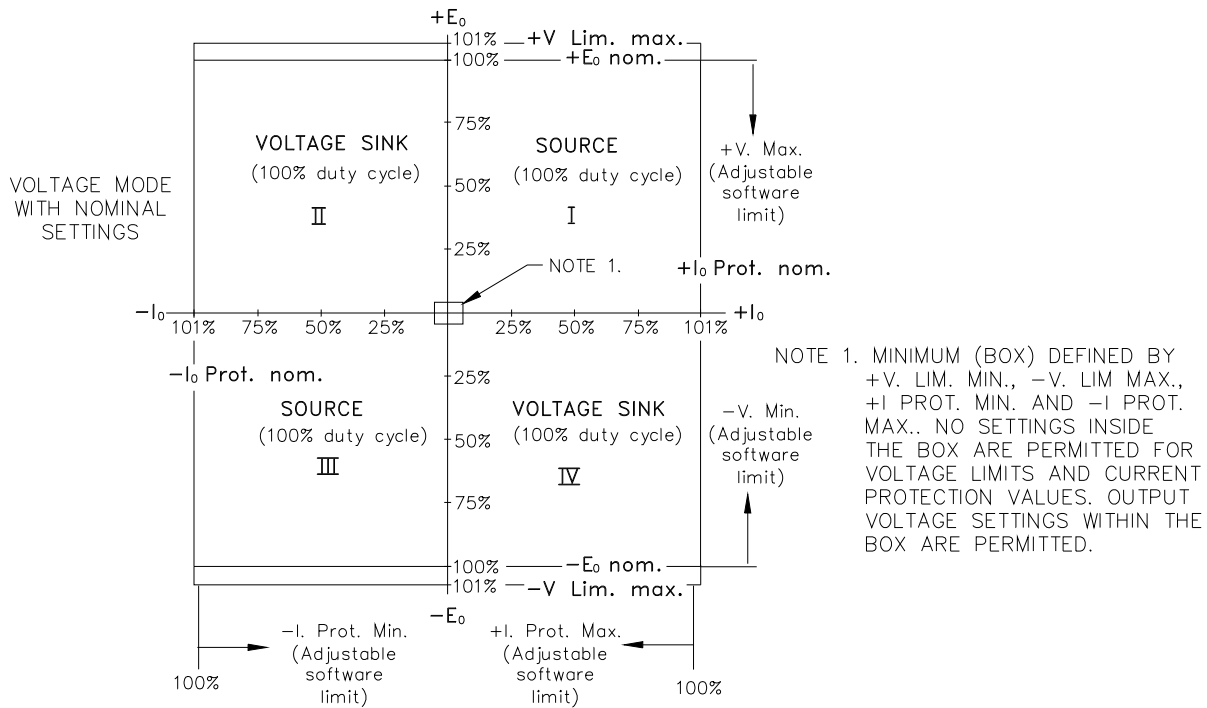 +E₀
101% +V Lim. max.
100% +E₀ nom.
75%
VOLTAGE SINK
(100% duty cycle)
II
SOURCE
(100% duty cycle)
I
+V. Max.
(Adjustable
software
limit)
VOLTAGE MODE
WITH NOMINAL
SETTINGS
50%
25%
NOTE 1.
+I₀ Prot. nom.
−I₀
101% 75% 50% 25% 25% 50% 75% 101%
+I₀
−I₀ Prot. nom.
25%
SOURCE
(100% duty cycle)
III
VOLTAGE SINK
(100% duty cycle)
IV
50%
75%
−V. Min.
(Adjustable
software
limit)
NOTE 1. MINIMUM (BOX) DEFINED BY
+V. LIM. MIN., −V. LIM MAX.,
+I PROT. MIN. AND −I PROT.
MAX.. NO SETTINGS INSIDE
THE BOX ARE PERMITTED FOR
VOLTAGE LIMITS AND CURRENT
PROTECTION VALUES. OUTPUT
VOLTAGE SETTINGS WITHIN THE
BOX ARE PERMITTED.
100% −E₀ nom.
101% −V Lim. max.
−E₀
−I. Prot. Min.
(Adjustable
software
limit)
+I. Prot. Max.
(Adjustable
software
limit)
100%
100%